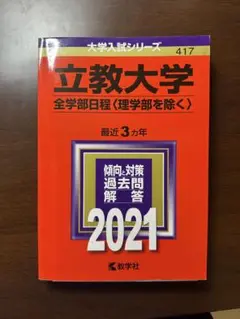 大学入試シリーズ
417
立教大学
全学部日程〈理学部を除く〉
最近3カ年
傾向と対策
過去問
解答
2021
教学社